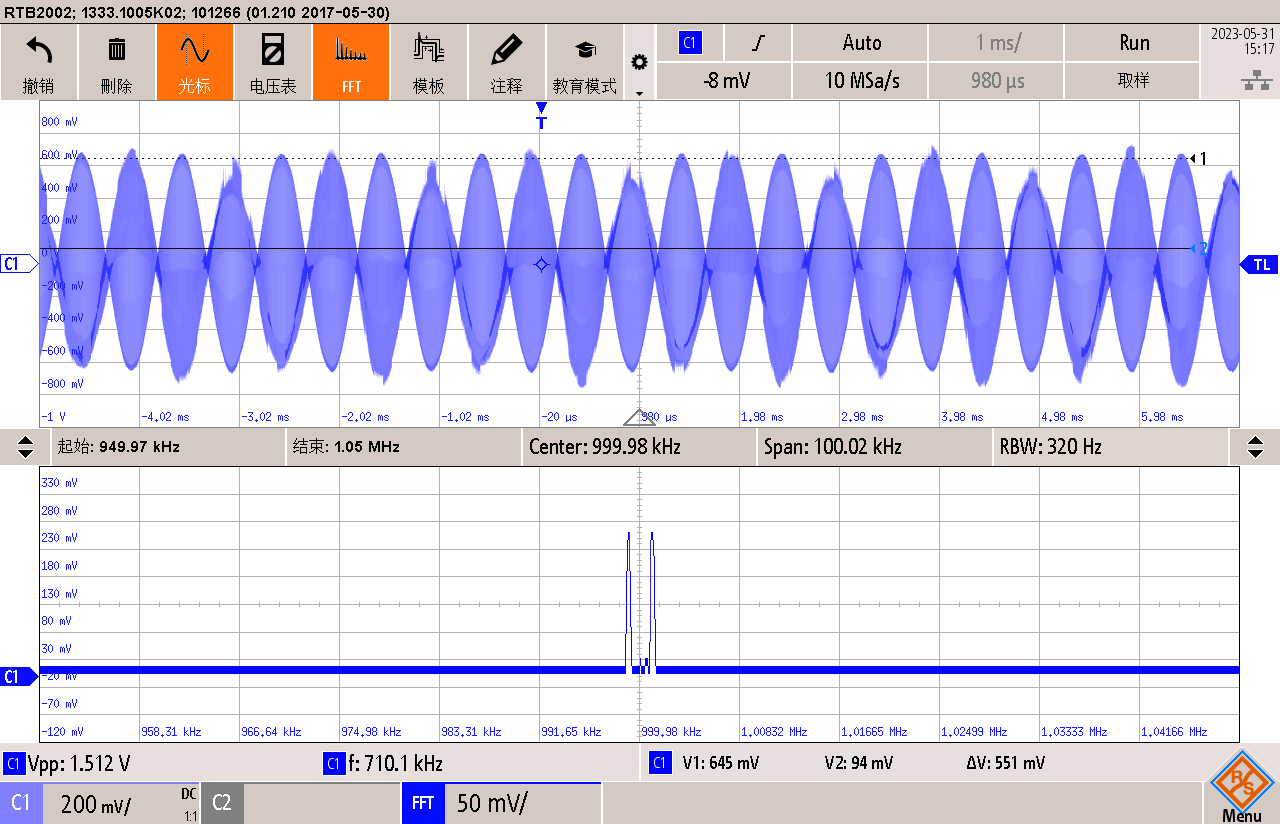 RTB2002; 1333.1005K02; 101266 (01.210 2017-05-30)
撤销 删除 光标 电压表 FFT 模板 注释 教育模式
C1 Auto 1 ms/ Run
-8 mV 10 MSa/s 980 µs 取样
2023-05-31
15:17
T
800 mV
600 mV
1
400 mV
200 mV
0
2
C1
TL
-200 mV
-400 mV
-600 mV
-800 mV
-1 V -4.02 ms -3.02 ms -2.02 ms -1.02 ms -20 µs 980 µs 1.98 ms 2.98 ms 3.98 ms 4.98 ms 5.98 ms
起始: 949.97 kHz 结束: 1.05 MHz Center: 999.98 kHz Span: 100.02 kHz RBW: 320 Hz
330 mV
280 mV
230 mV
180 mV
130 mV
80 mV
30 mV
C1
-20 mV
-70 mV
-120 mV 958.31 kHz 966.64 kHz 974.98 kHz 983.31 kHz 991.65 kHz 999.98 kHz 1.00832 MHz 1.01665 MHz 1.02499 MHz 1.03333 MHz 1.04166 MHz
C1 Vpp: 1.512 V C1 f: 710.1 kHz C1 V1: 645 mV V2: 94 mV ΔV: 551 mV
C1 200 mV/ DC 1:1 C2 FFT 50 mV/
R&S
Menu